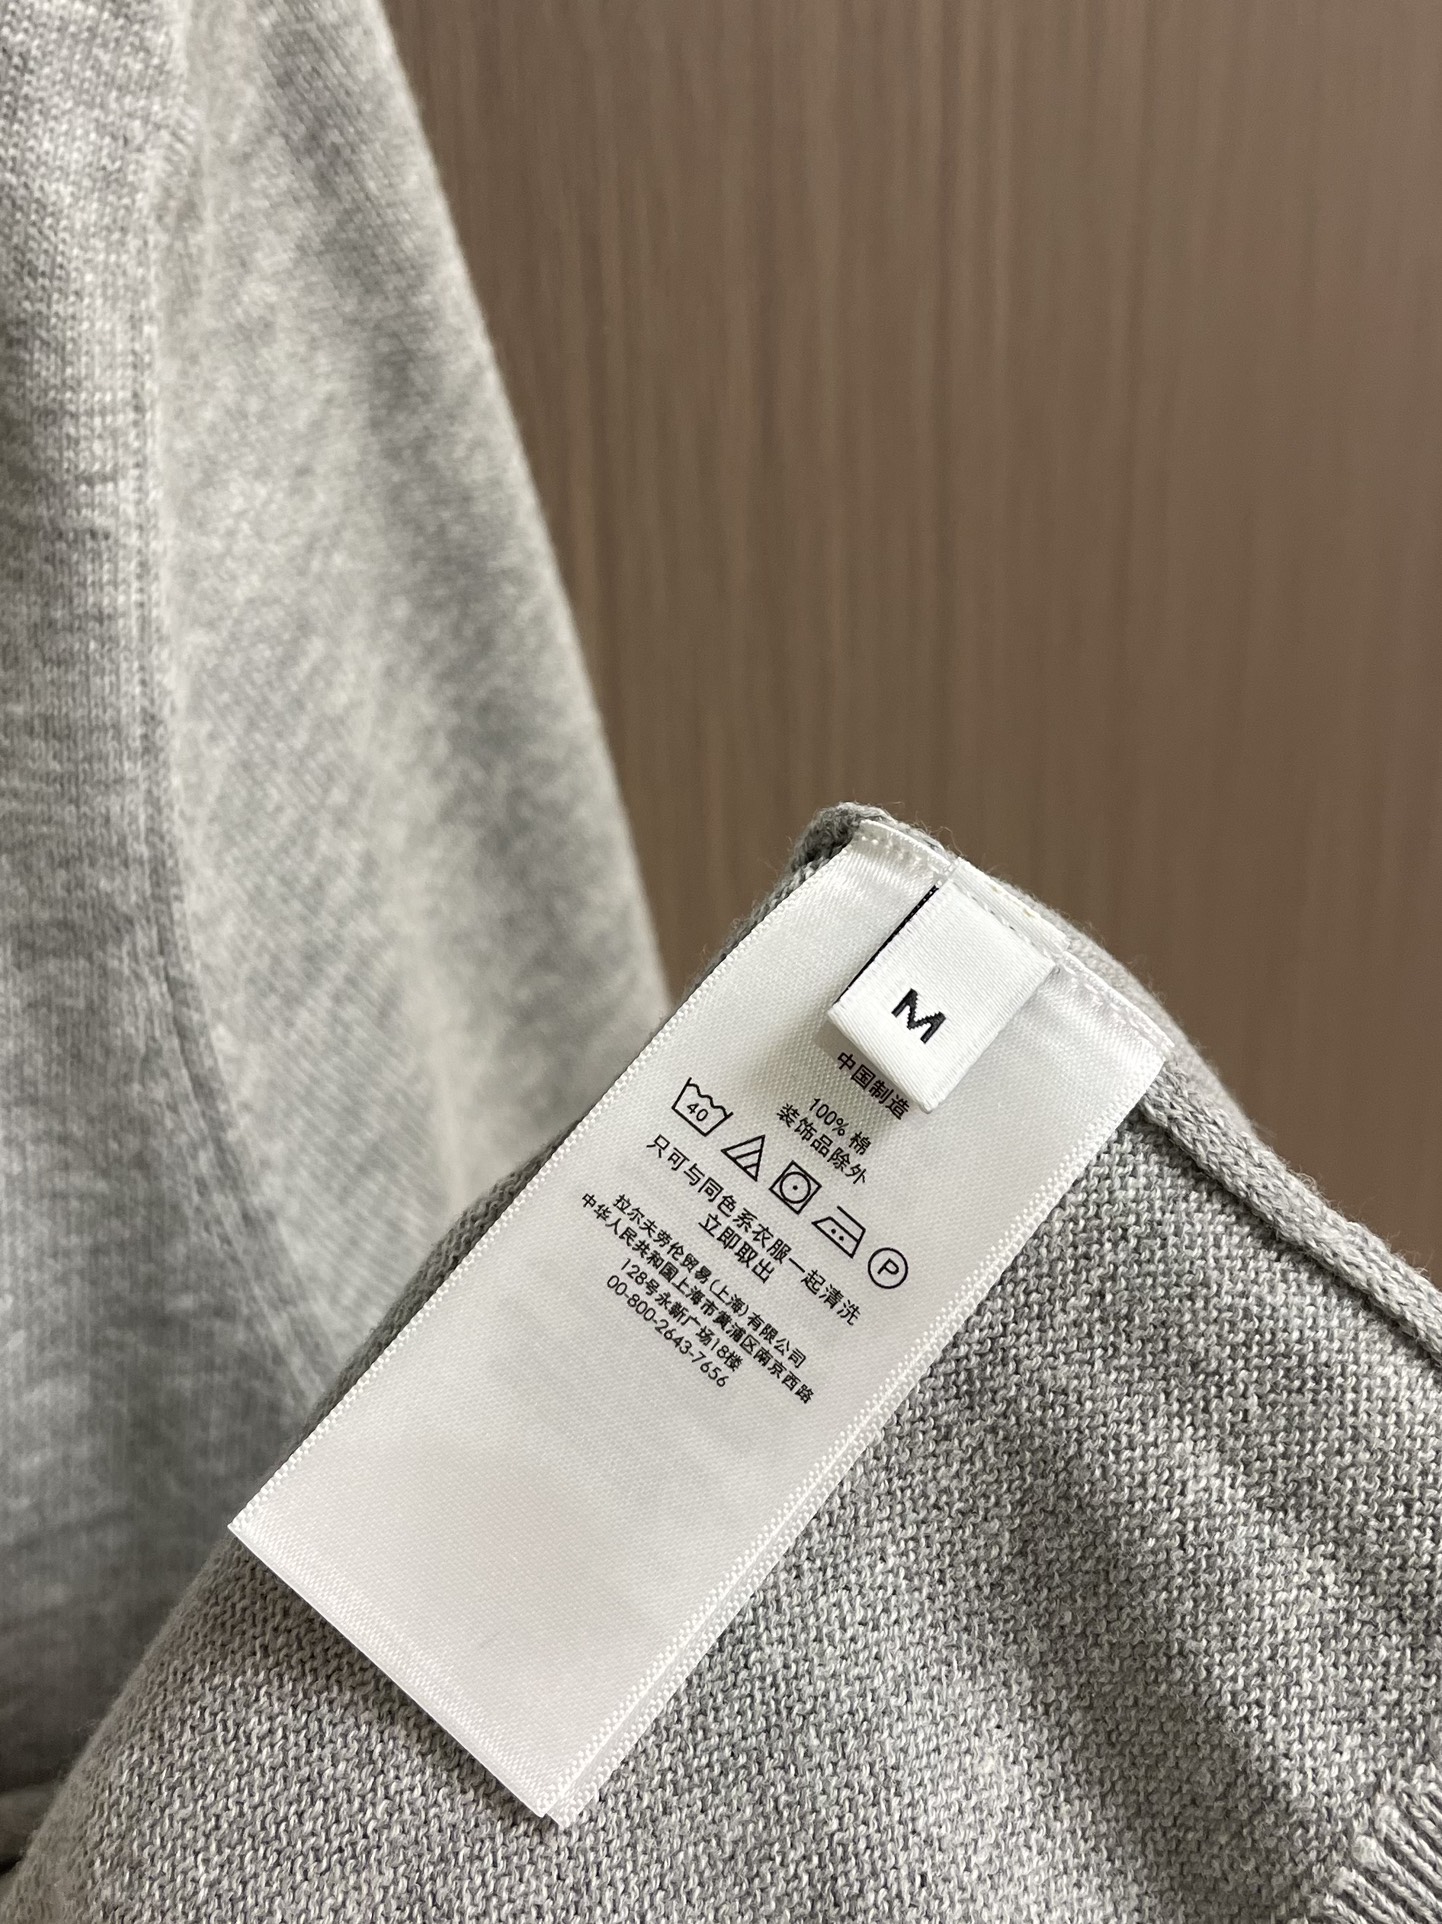 M
中国制造
100% 棉
装饰品除外
40
P
只可与同色系衣服一起清洗
立即取出
拉尔夫劳伦贸易(上海)有限公司
中华人民共和国上海市黄浦区南京西路
128号永新广场18楼
00-800-2643-7656